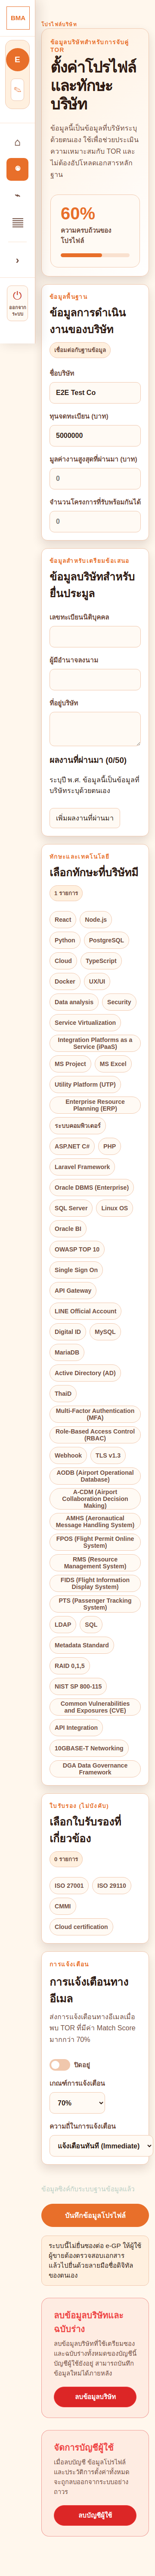 BMA
E
ออกจาก
ระบบ
โปรไฟล์บริษัท
ข้อมูลบริษัทสำหรับการจับคู่
TOR
ตั้งค่าโปรไฟล์
และทักษะ
บริษัท
ข้อมูลนี้เป็นข้อมูลที่บริษัทระบุ
ด้วยตนเอง ใช้เพื่อช่วยประเมิน
ความเหมาะสมกับ TOR และ
ไม่ต้องอัปโหลดเอกสารหลัก
ฐาน
60%
ความครบถ้วนของ
โปรไฟล์
ข้อมูลพื้นฐาน
ข้อมูลการดำเนิน
งานของบริษัท
เชื่อมต่อกับฐานข้อมูล
ชื่อบริษัท
E2E Test Co
ทุนจดทะเบียน (บาท)
5000000
มูลค่างานสูงสุดที่ผ่านมา (บาท)
0
จำนวนโครงการที่รับพร้อมกันได้
0
ข้อมูลสำหรับเตรียมข้อเสนอ
ข้อมูลบริษัทสำหรับ
ยื่นประมูล
เลขทะเบียนนิติบุคคล
ผู้มีอำนาจลงนาม
ที่อยู่บริษัท
ผลงานที่ผ่านมา (0/50)
ระบุปี พ.ศ. ข้อมูลนี้เป็นข้อมูลที่
บริษัทระบุด้วยตนเอง
เพิ่มผลงานที่ผ่านมา
ทักษะและเทคโนโลยี
เลือกทักษะที่บริษัทมี
1 รายการ
React
Node.js
Python
PostgreSQL
Cloud
TypeScript
Docker
UX/UI
Data analysis
Security
Service Virtualization
Integration Platforms as a
Service (iPaaS)
MS Project
MS Excel
Utility Platform (UTP)
Enterprise Resource
Planning (ERP)
ระบบคอมพิวเตอร์
ASP.NET C#
PHP
Laravel Framework
Oracle DBMS (Enterprise)
SQL Server
Linux OS
Oracle BI
OWASP TOP 10
Single Sign On
API Gateway
LINE Official Account
Digital ID
MySQL
MariaDB
Active Directory (AD)
ThaiD
Multi-Factor Authentication
(MFA)
Role-Based Access Control
(RBAC)
Webhook
TLS v1.3
AODB (Airport Operational
Database)
A-CDM (Airport
Collaboration Decision
Making)
AMHS (Aeronautical
Message Handling System)
FPOS (Flight Permit Online
System)
RMS (Resource
Management System)
FIDS (Flight Information
Display System)
PTS (Passenger Tracking
System)
LDAP
SQL
Metadata Standard
RAID 0,1,5
NIST SP 800-115
Common Vulnerabilities
and Exposures (CVE)
API Integration
10GBASE-T Networking
DGA Data Governance
Framework
ใบรับรอง (ไม่บังคับ)
เลือกใบรับรองที่
เกี่ยวข้อง
0 รายการ
ISO 27001
ISO 29110
CMMI
Cloud certification
การแจ้งเตือน
การแจ้งเตือนทาง
อีเมล
ส่งการแจ้งเตือนทางอีเมลเมื่อ
พบ TOR ที่มีค่า Match Score
มากกว่า 70%
ปิดอยู่
เกณฑ์การแจ้งเตือน
70%
ความถี่ในการแจ้งเตือน
แจ้งเตือนทันที (Immediate)
ข้อมูลซิงค์กับระบบฐานข้อมูลแล้ว
บันทึกข้อมูลโปรไฟล์
ระบบนี้ไม่ยื่นซองต่อ e-GP ให้ผู้ใช้
ผู้ขายต้องตรวจสอบเอกสาร
แล้วไปยื่นด้วยลายมือชื่อดิจิทัล
ของตนเอง
ลบข้อมูลบริษัทและ
ฉบับร่าง
ลบข้อมูลบริษัทที่ใช้เตรียมซอง
และฉบับร่างทั้งหมดของบัญชีนี้
บัญชีผู้ใช้ยังอยู่ สามารถบันทึก
ข้อมูลใหม่ได้ภายหลัง
ลบข้อมูลบริษัท
จัดการบัญชีผู้ใช้
เมื่อลบบัญชี ข้อมูลโปรไฟล์
และประวัติการตั้งค่าทั้งหมด
จะถูกลบออกจากระบบอย่าง
ถาวร
ลบบัญชีผู้ใช้